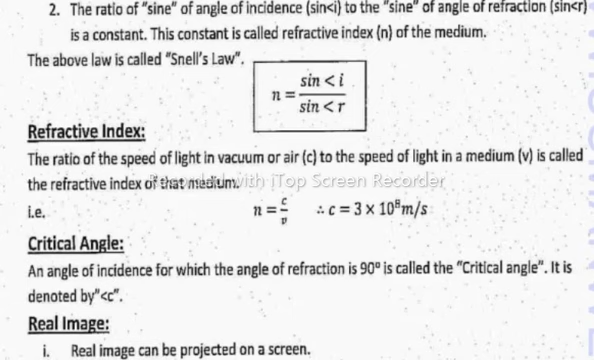 2. The ratio of "sine" of angle of incidence (sin<i) to the "sine" of angle of refraction (sin<r)
is a constant. This constant is called refractive index (n) of the medium.
The above law is called "Snell's Law".
n = sin < i / sin < r
Refractive Index:
The ratio of the speed of light in vacuum or air (c) to the speed of light in a medium (v) is called
the refractive index of that medium.
with iTop Screen Recorder
i.e. n = c/v ∴ c = 3 × 10⁸m/s
Critical Angle:
An angle of incidence for which the angle of refraction is 90⁰ is called the "Critical angle". It is
denoted by"<c".
Real Image:
i. Real image can be projected on a screen.